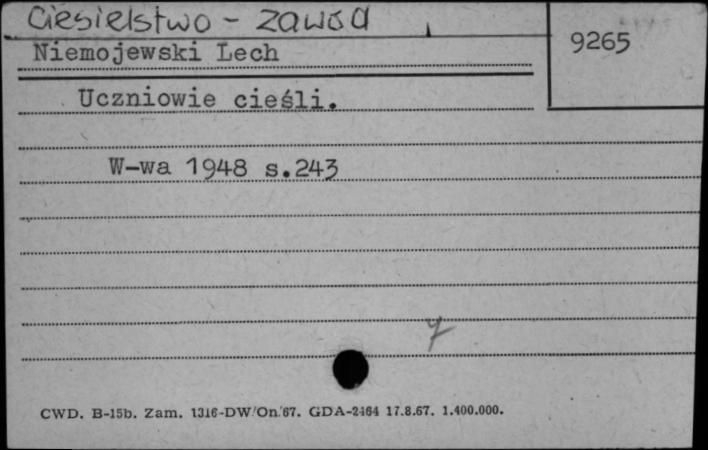 Ciesielstwo - zawód
9265
Niemojewski Lech
Uczniowie cieśli.
W-wa 1948 s.243
7
CWD. B-15b. Zam. 1316-DW/On/67. GDA-2464 17.8.67. 1.400.000.